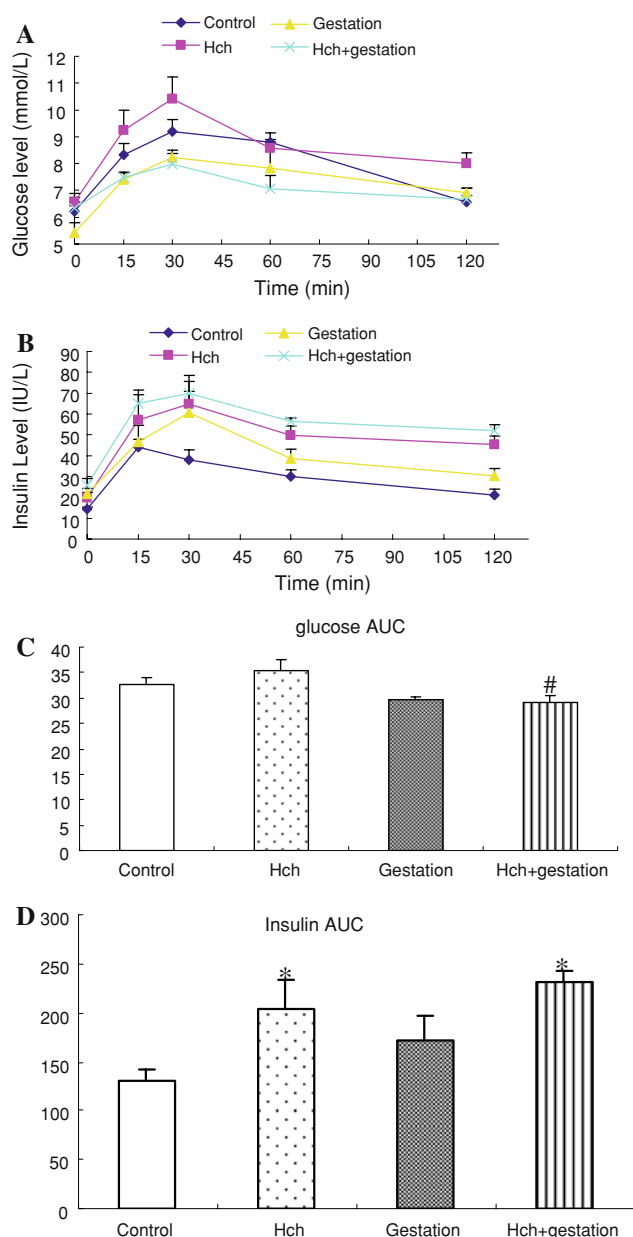 A
Control
Gestation
Hch
Hch+gestation
Glucose level (mmol/L)
12
11
10
9
8
7
6
5
0 15 30 45 60 75 90 105 120
Time (min)
B
Control
Gestation
Hch
Hch+gestation
Insulin Level (IU/L)
90
80
70
60
50
40
30
20
10
0
0 15 30 45 60 75 90 105 120
Time (min)
C
glucose AUC
40
35
30
25
20
15
10
5
0
#
Control Hch Gestation Hch+gestation
D
Insulin AUC
300
250
200
150
100
50
0
* *
Control Hch Gestation Hch+gestation